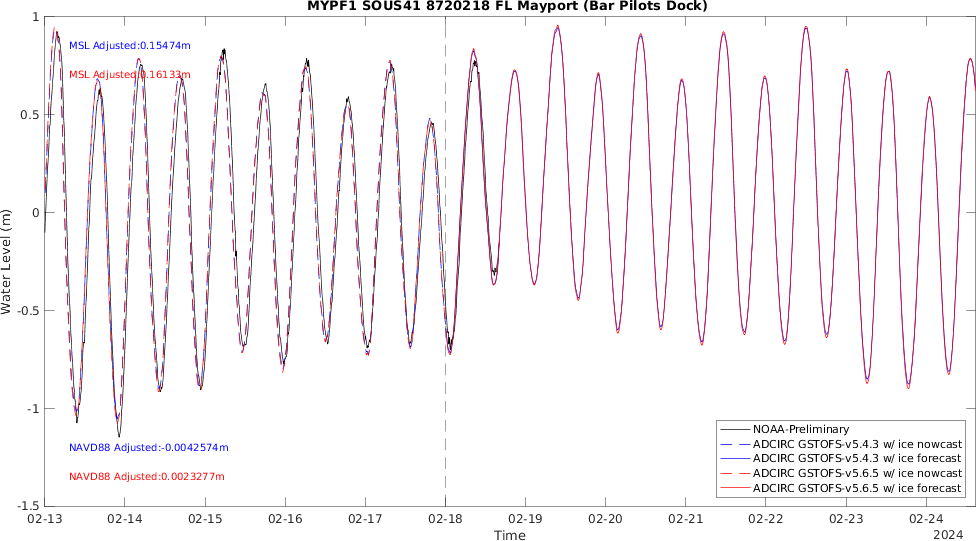 MYPF1 SOUS41 8720218 FL Mayport (Bar Pilots Dock)
1
MSL Adjusted:0.15474m
MSL Adjusted:0.16133m
0.5
0
Water Level (m)
-0.5
-1
NAVD88 Adjusted:-0.0042574m
NAVD88 Adjusted:0.0023277m
-1.5
NOAA-Preliminary
ADCIRC GSTOFS-v5.4.3 w/ ice nowcast
ADCIRC GSTOFS-v5.4.3 w/ ice forecast
ADCIRC GSTOFS-v5.6.5 w/ ice nowcast
ADCIRC GSTOFS-v5.6.5 w/ ice forecast
02-13 02-14 02-15 02-16 02-17 02-18 02-19 02-20 02-21 02-22 02-23 02-24
Time
2024